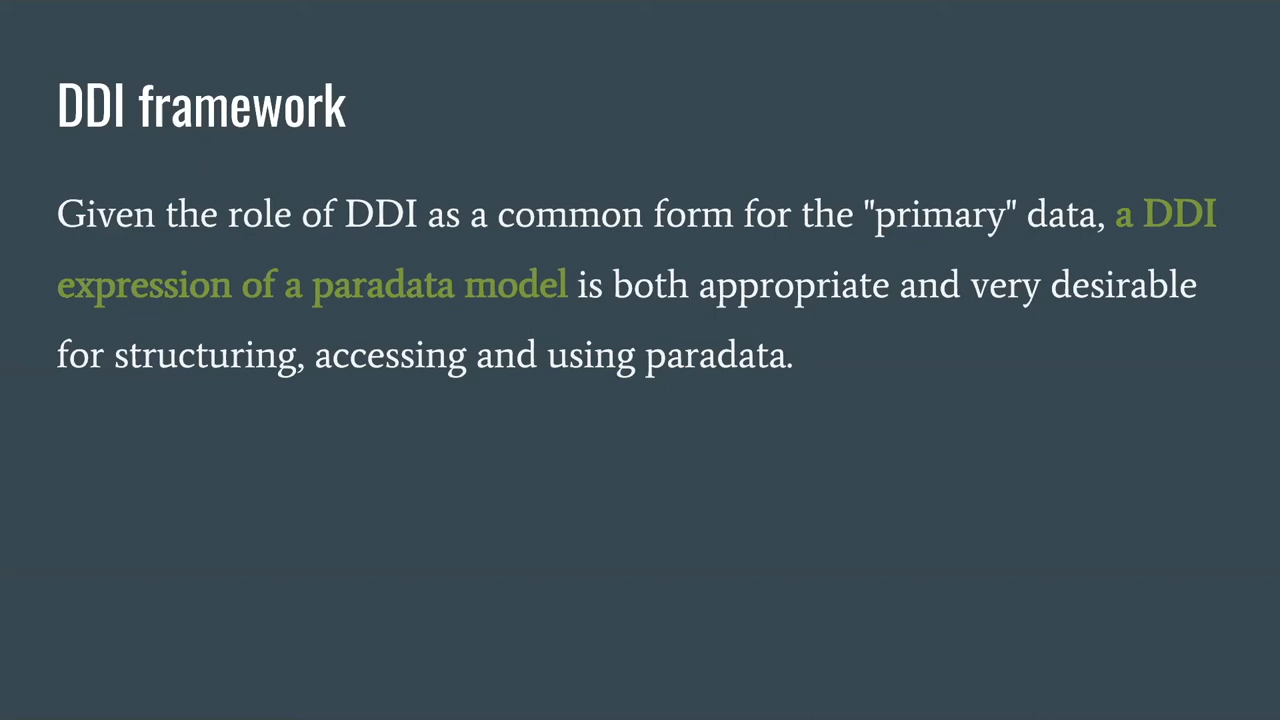 DDI framework
Given the role of DDI as a common form for the "primary" data, a DDI
expression of a paradata model is both appropriate and very desirable
for structuring, accessing and using paradata.